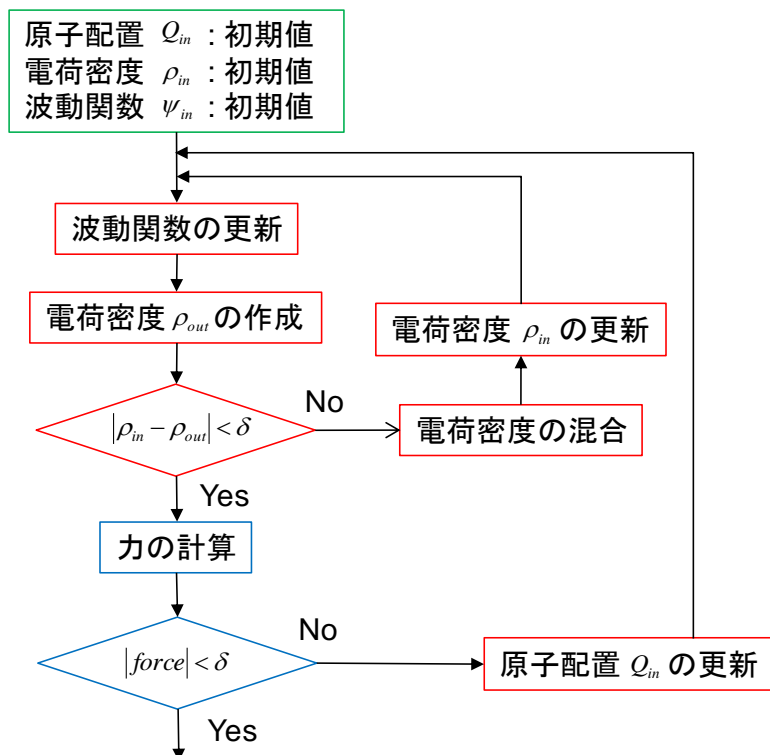 原子配置 Q_in : 初期値
電荷密度 ρ_in : 初期値
波動関数 ψ_in : 初期値
波動関数の更新
電荷密度 ρ_out の作成
電荷密度 ρ_in の更新
|ρ_in − ρ_out| < δ
No
電荷密度の混合
Yes
力の計算
|force| < δ
No
原子配置 Q_in の更新
Yes